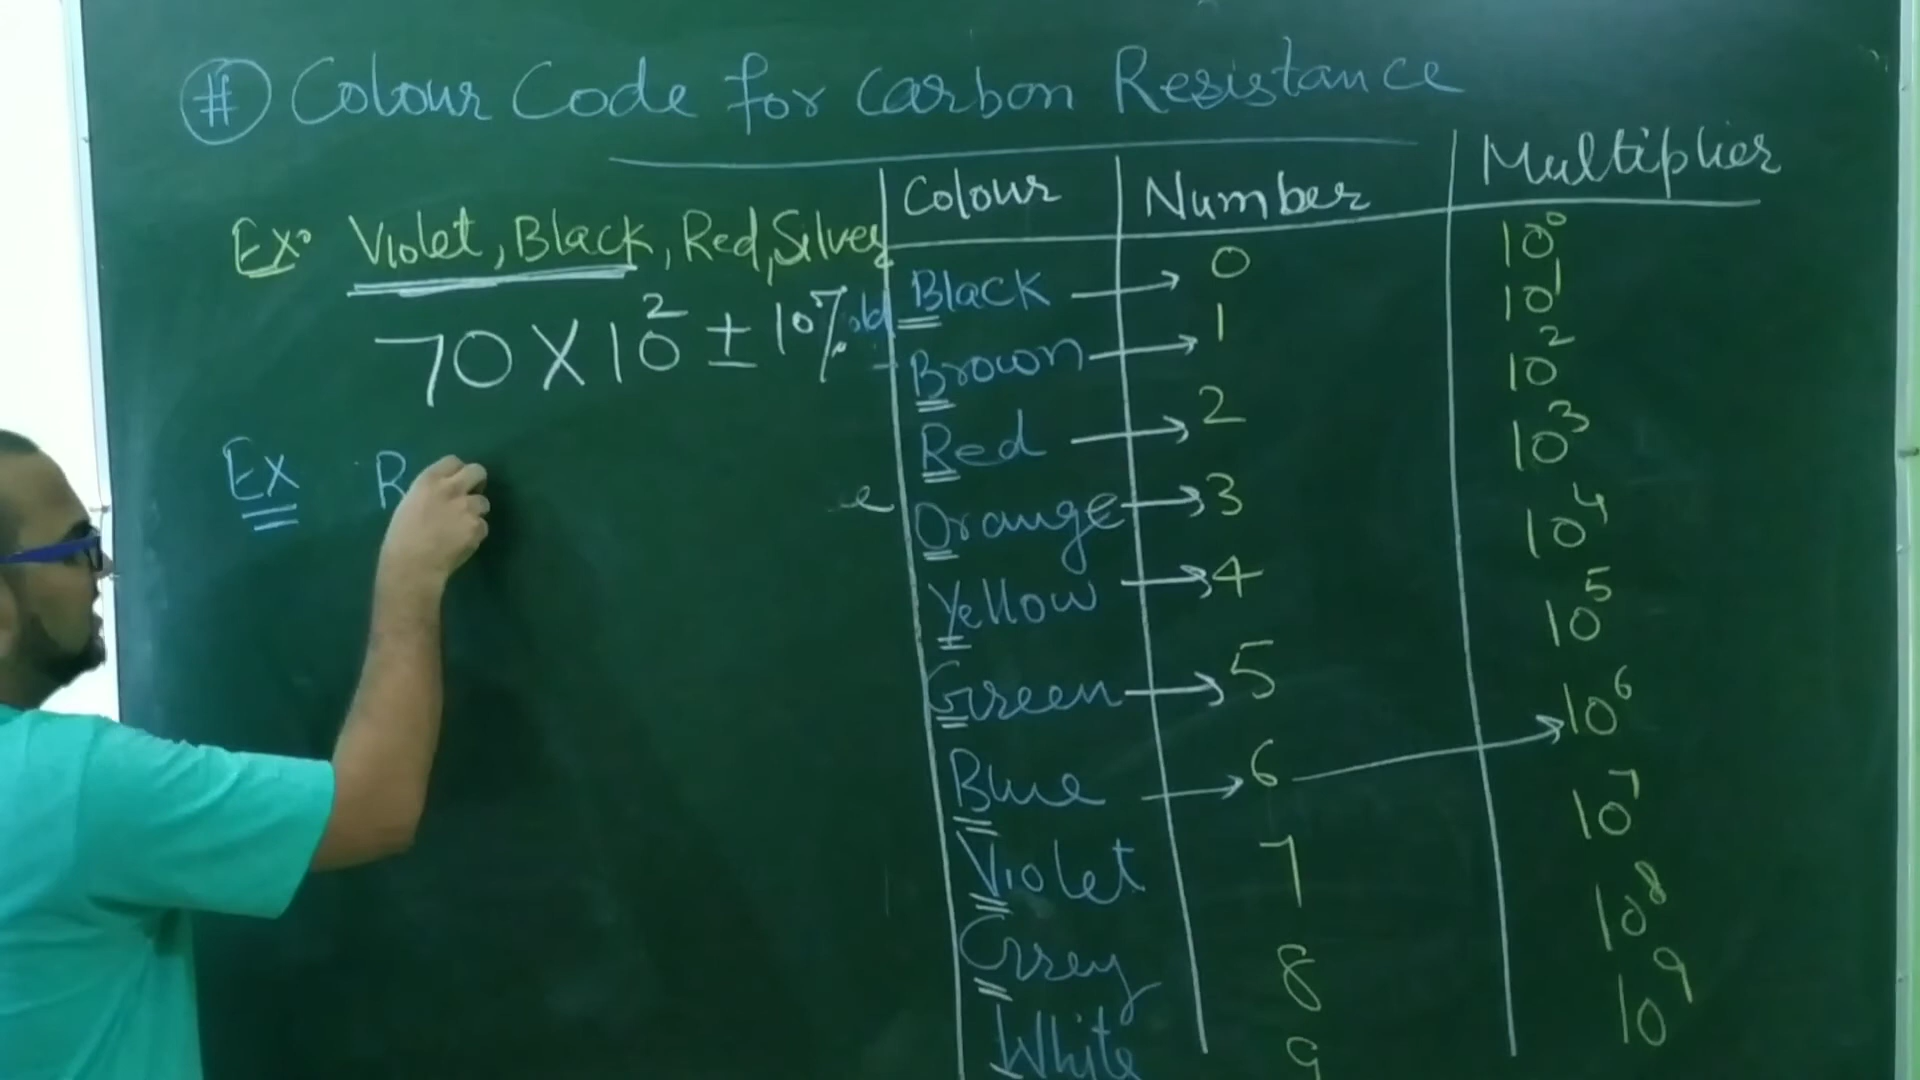 # Colour Code for Carbon Resistance
Colour Number Multiplier
Ex: Violet, Black, Red, Silver
70 X 10² ± 10%
Ex R
Black → 0 10⁰
Brown → 1 10¹
Red → 2 10²
Orange → 3 10³
Yellow → 4 10⁴
Green → 5 10⁵
Blue → 6 → 10⁶
Violet 7 10⁷
Grey 8 10⁸
White 9 10⁹